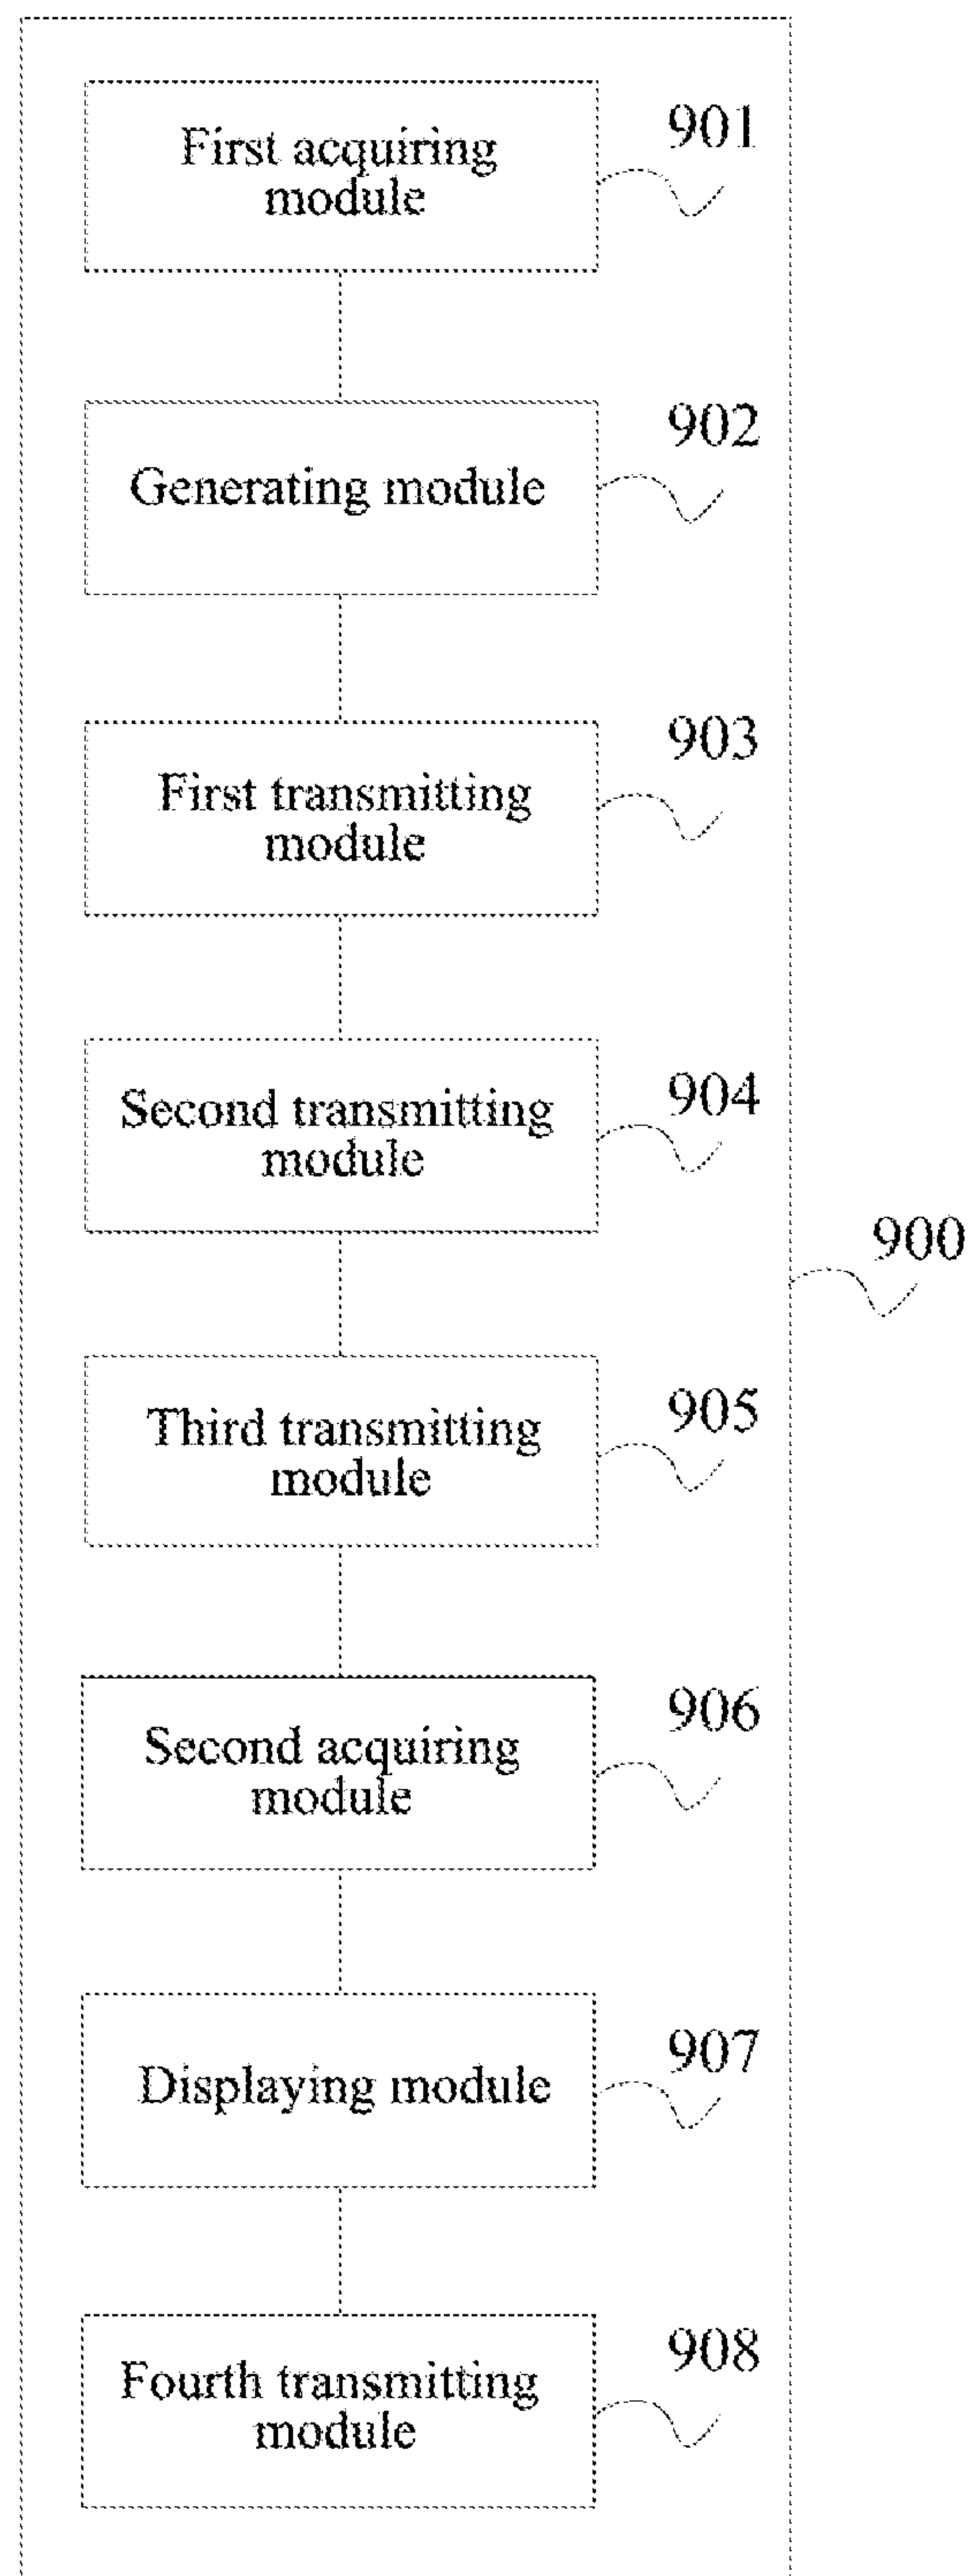 First acquiring
module
901
Generating module
902
First transmitting
module
903
Second transmitting
module
904
900
Third transmitting
module
905
Second acquiring
module
906
Displaying module
907
Fourth transmitting
module
908